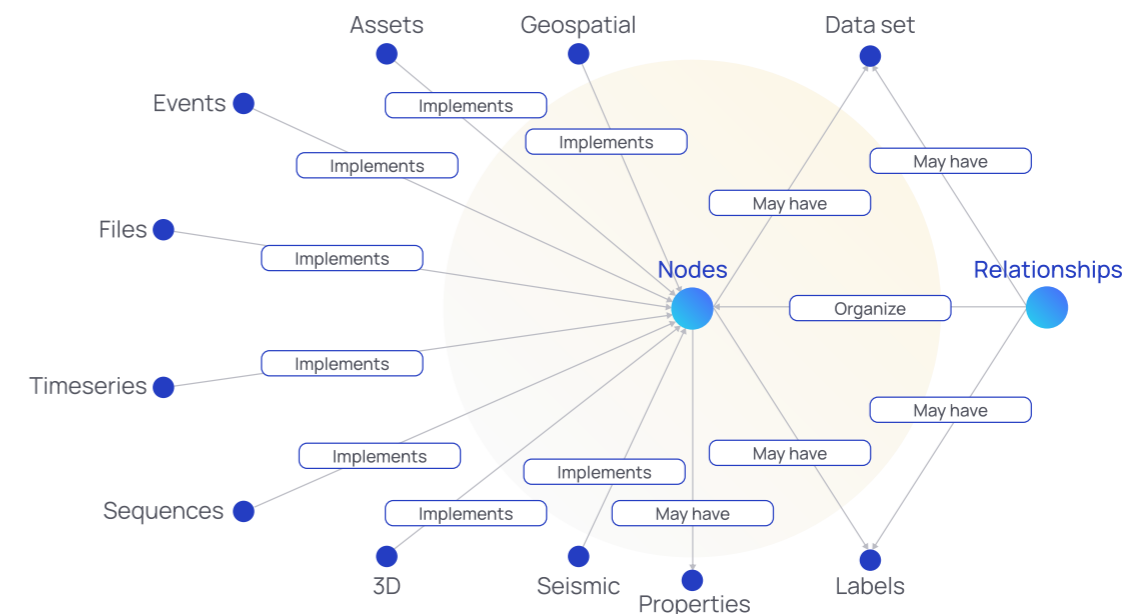 Assets
Geospatial
Data set
Events
Implements
Implements
May have
Implements
May have
Files
Implements
Nodes
Relationships
Organize
Implements
Timeseries
May have
Implements
May have
Implements
Sequences
Implements
May have
3D
Seismic
Labels
Properties